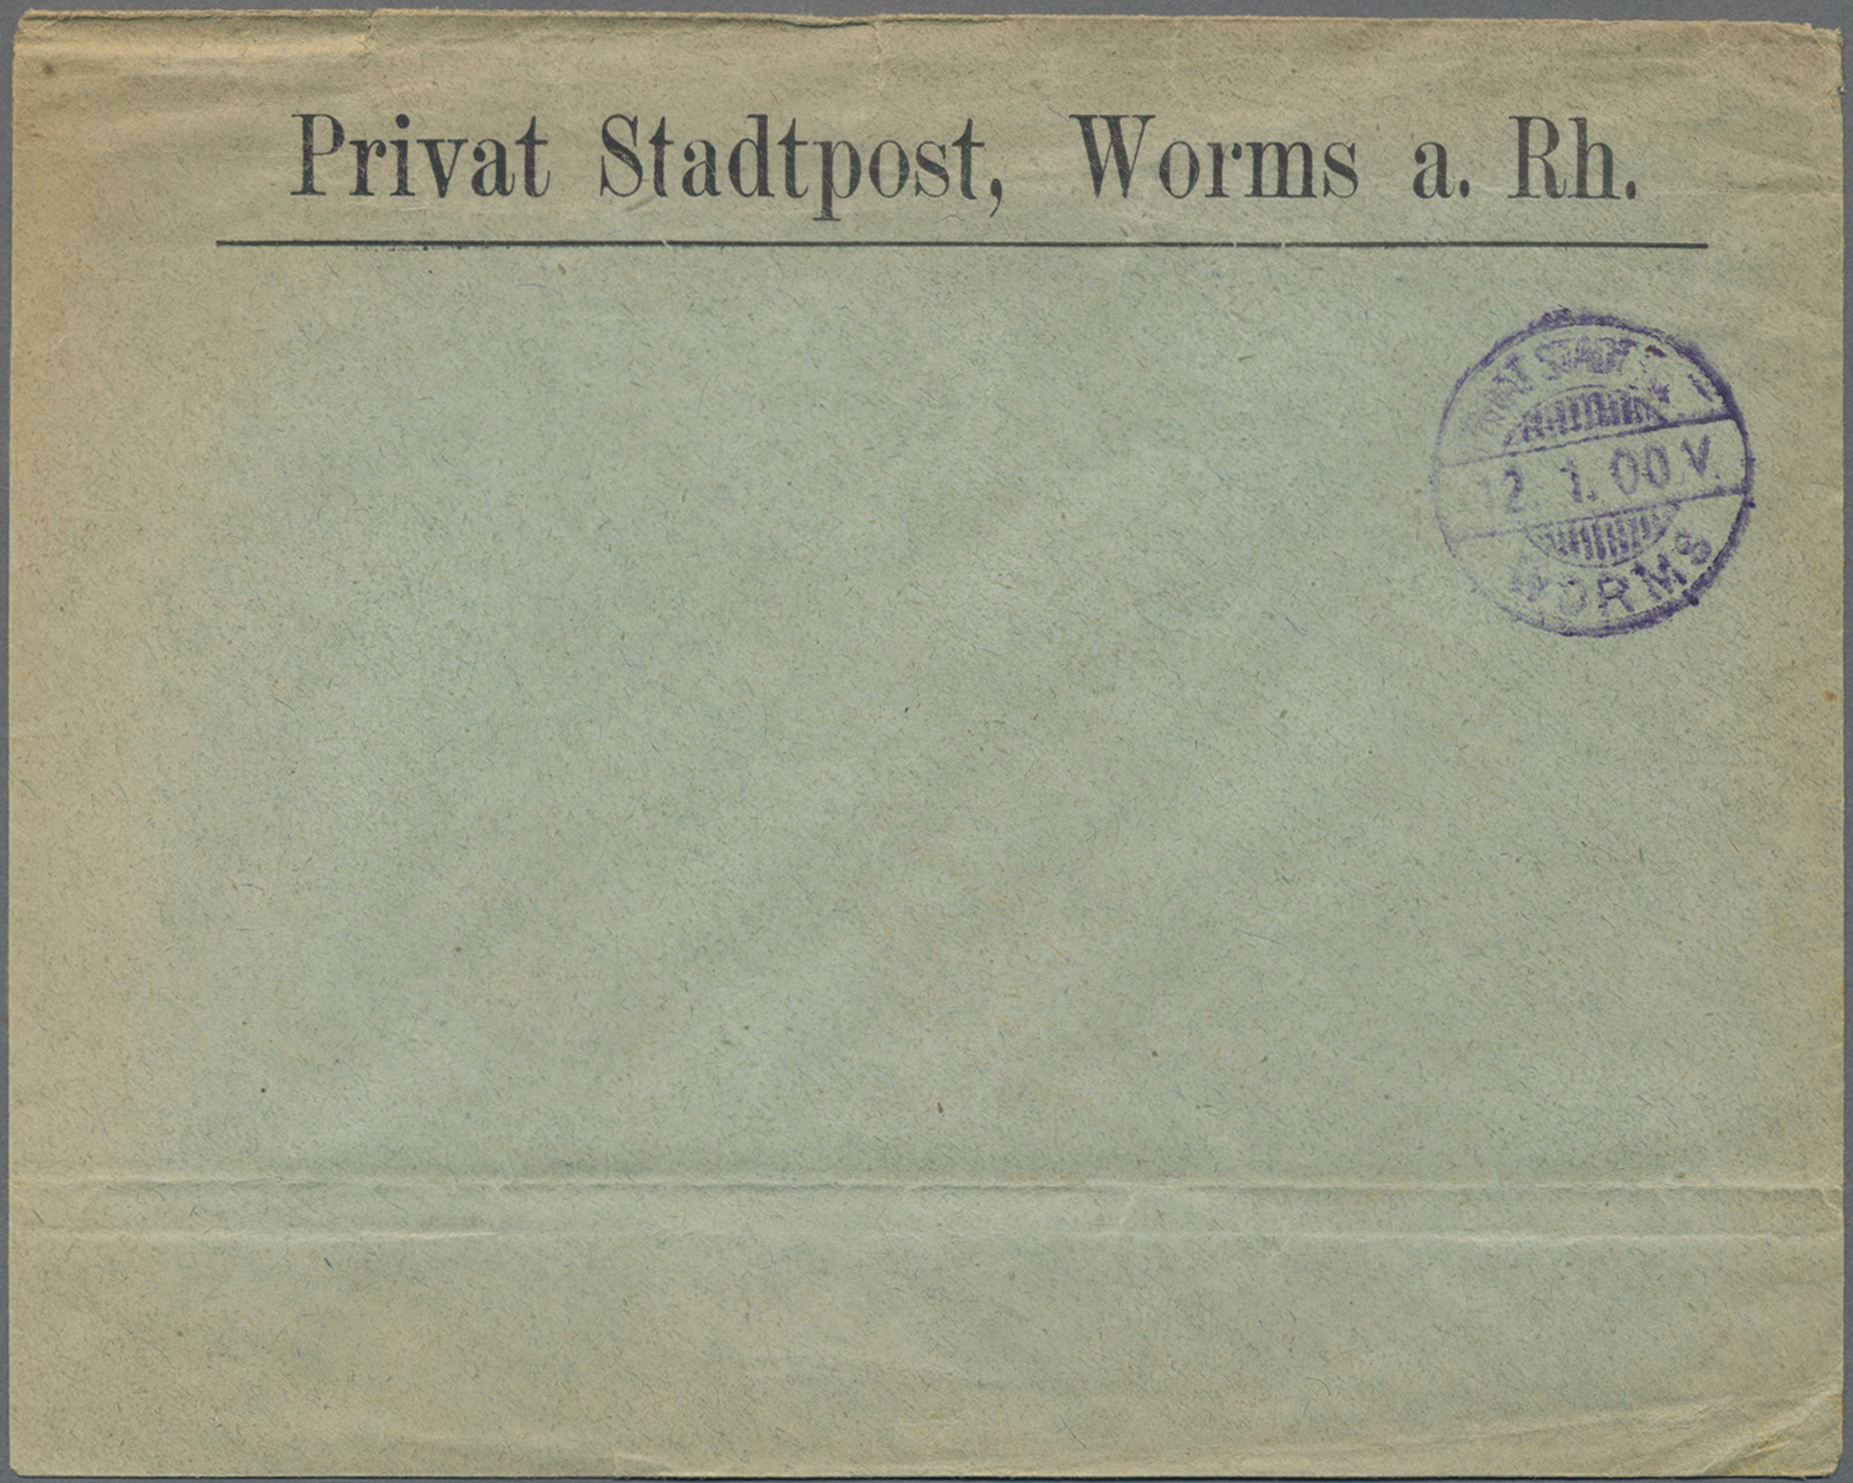 Privat Stadtpost, Worms a. Rh.
12. 1. 00 V.
WORMS